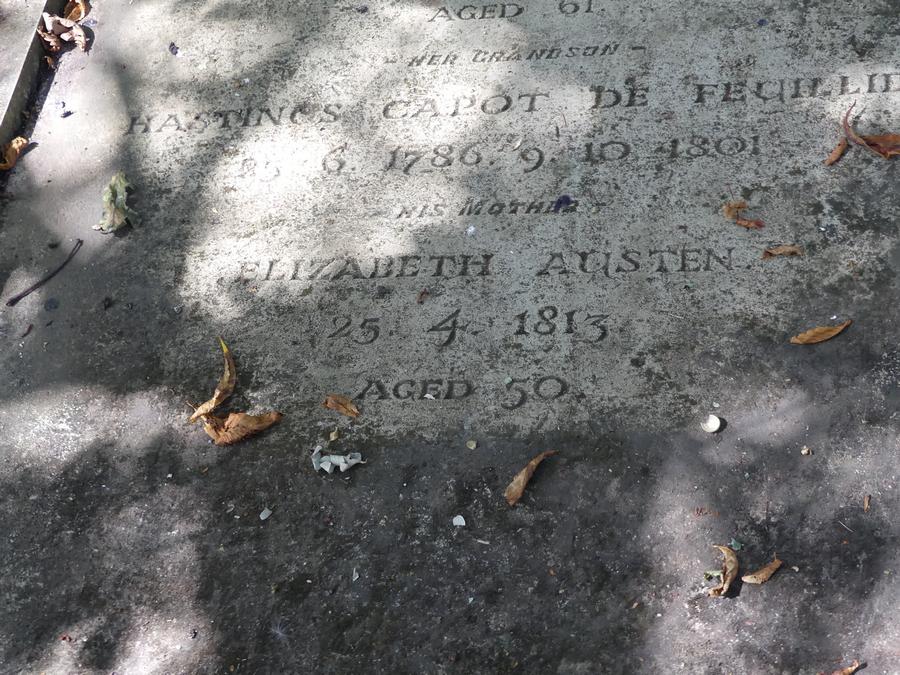 AGED 61.
- HER GRANDSON -
HASTINGS CAPOT DE FEUILLID
25. 6. 1786. 9. 10 1801
- HIS MOTHER -
ELIZABETH AUSTEN.
25. 4. 1813
AGED 50.